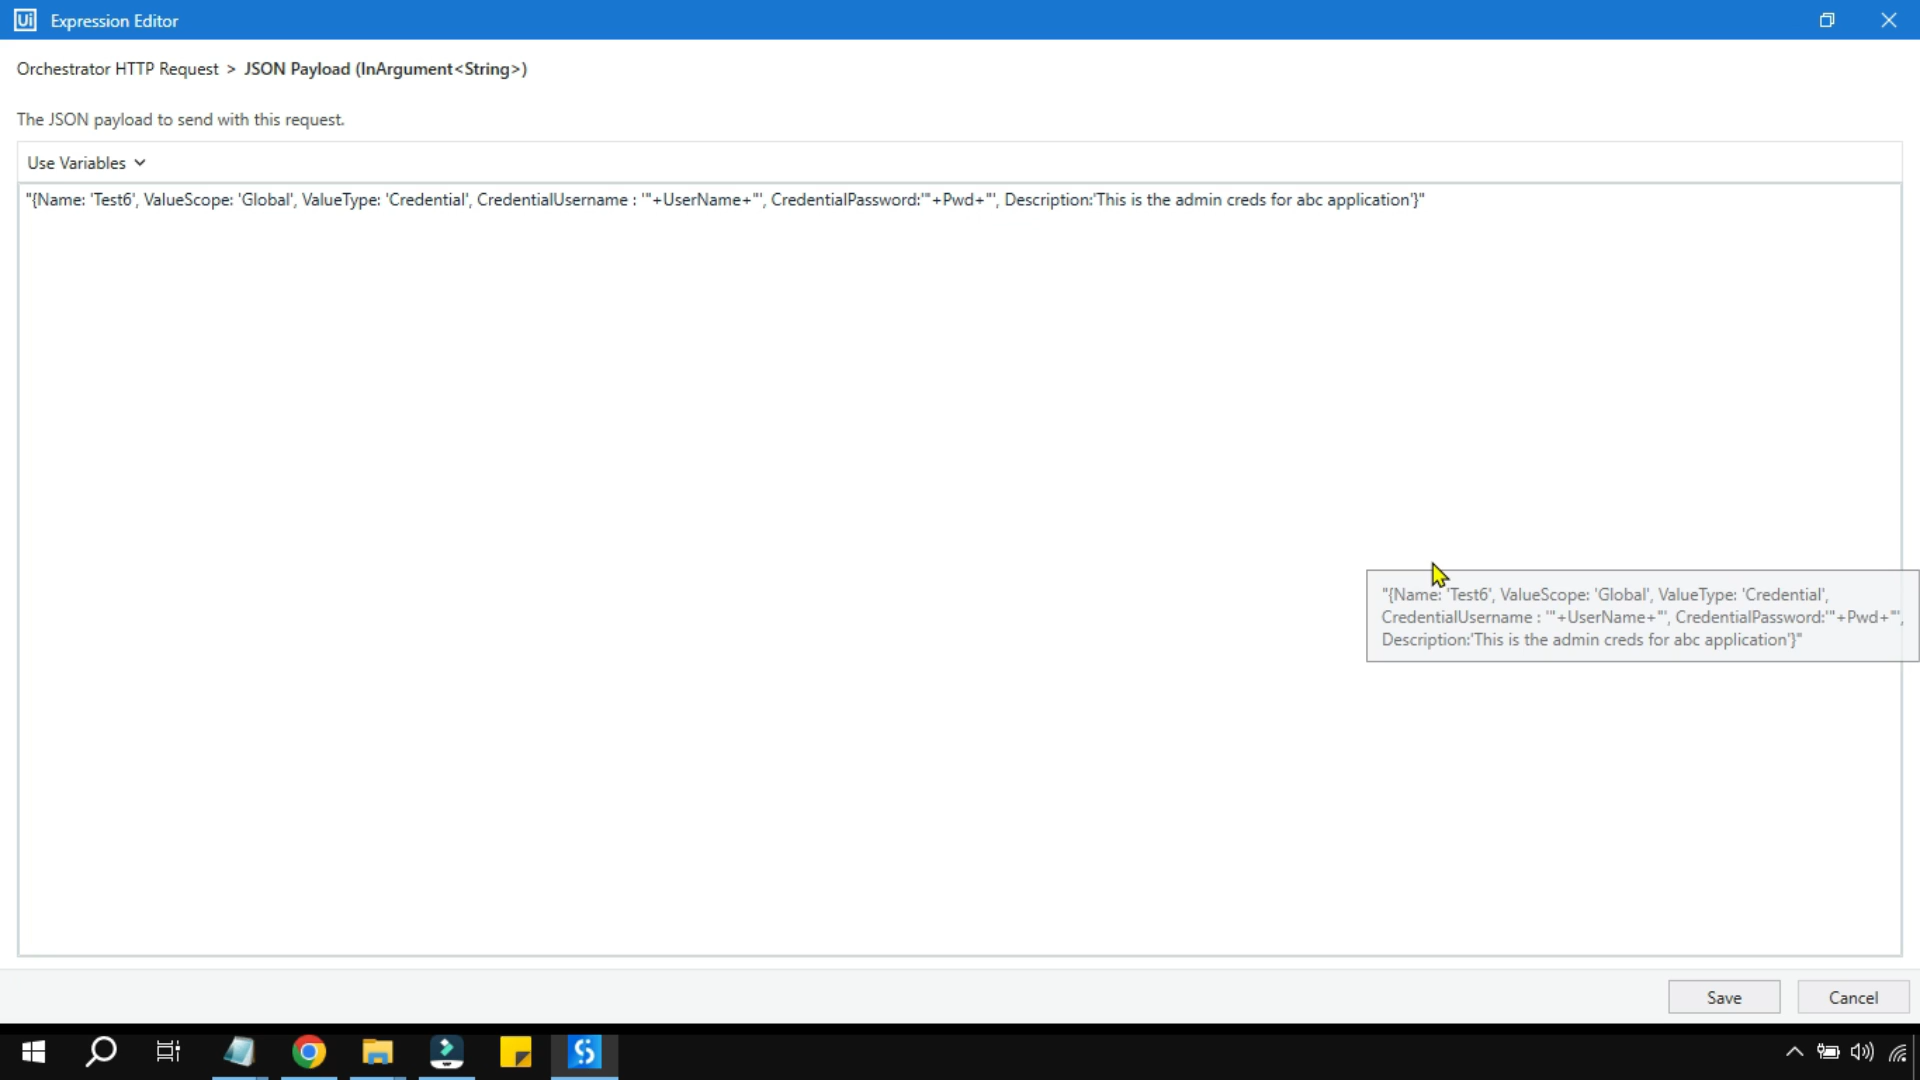 Ui Expression Editor
Orchestrator HTTP Request > JSON Payload (InArgument<String>)
The JSON payload to send with this request.
Use Variables
"{Name: 'Test6', ValueScope: 'Global', ValueType: 'Credential', CredentialUsername : '"+UserName+"', CredentialPassword:'"+Pwd+"', Description:'This is the admin creds for abc application'}"
"{Name: 'Test6', ValueScope: 'Global', ValueType: 'Credential',
CredentialUsername : '"+UserName+"', CredentialPassword:'"+Pwd+"',
Description:'This is the admin creds for abc application'}"
Save Cancel